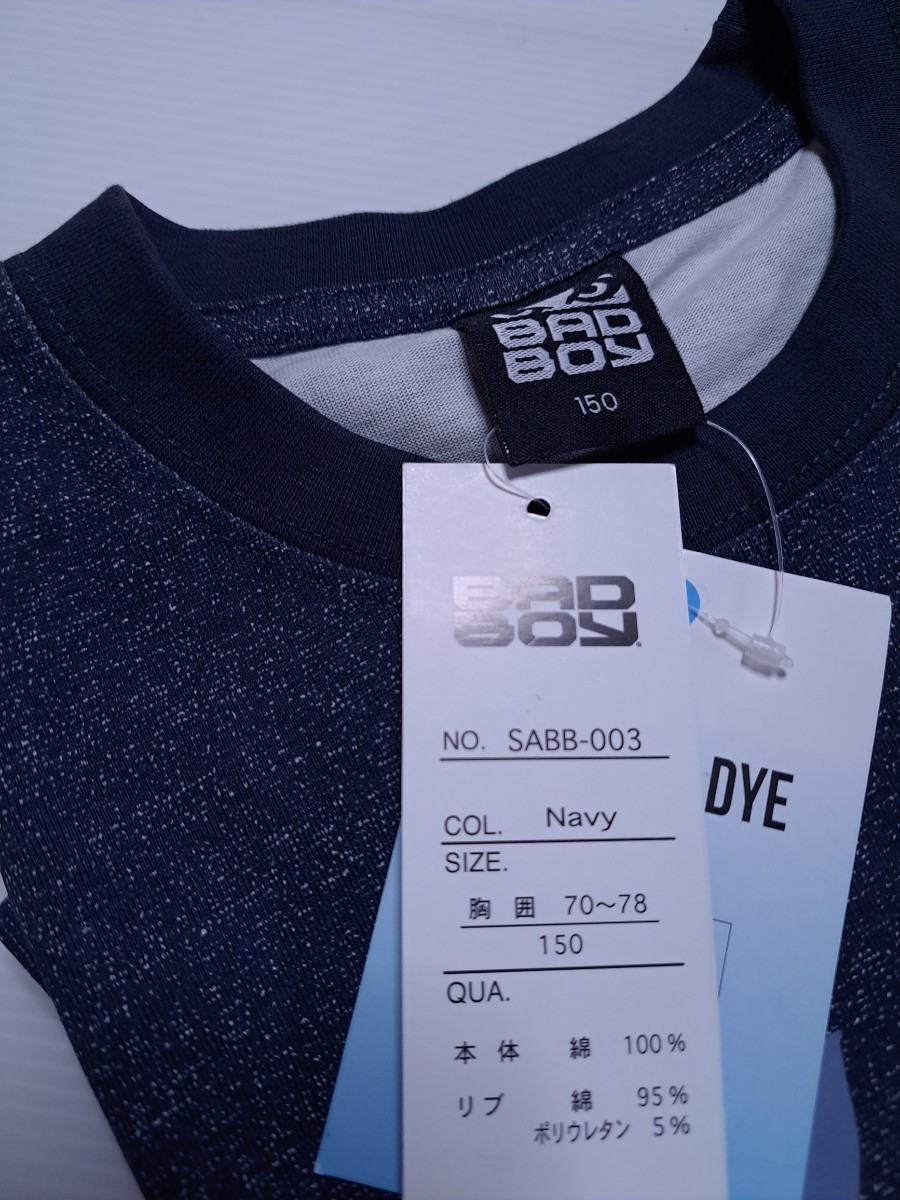 BAD
BOY
150
BAD
BOY
NO. SABB-003
COL. Navy
SIZE.
胸 囲 70〜78
150
QUA.
本 体 綿 100%
リブ 綿 95%
ポリウレタン 5%
DYE